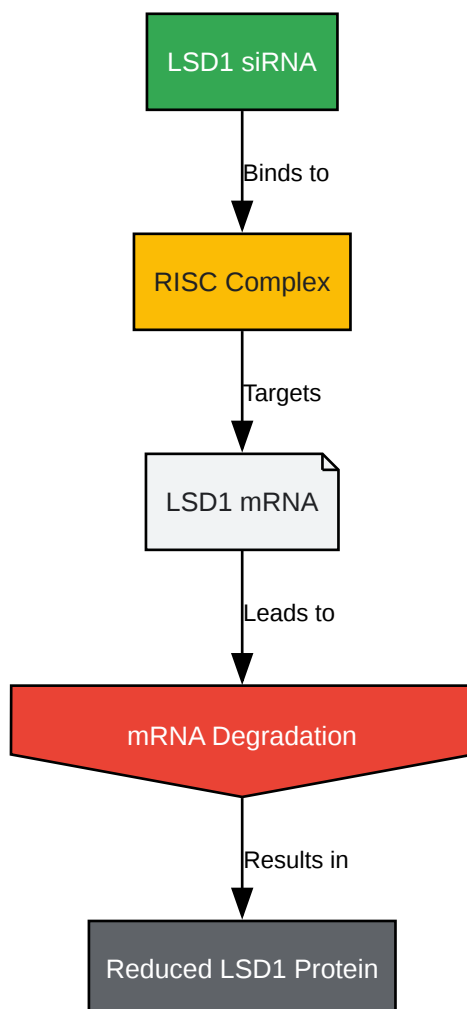 LSD1 siRNA
Binds to
RISC Complex
Targets
LSD1 mRNA
Leads to
mRNA Degradation
Results in
Reduced LSD1 Protein